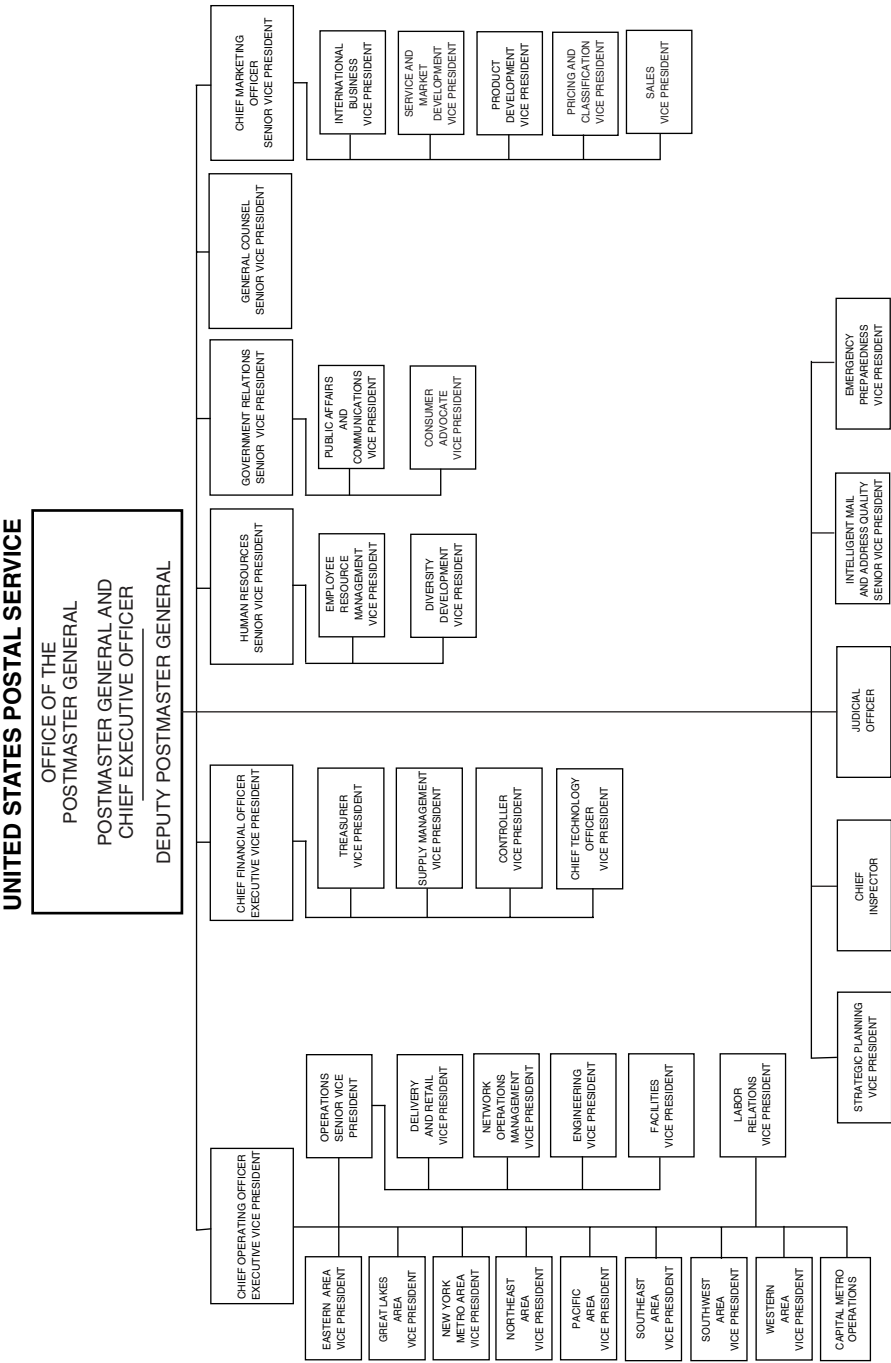 UNITED STATES POSTAL SERVICE
OFFICE OF THE
POSTMASTER GENERAL
POSTMASTER GENERAL AND
CHIEF EXECUTIVE OFFICER
DEPUTY POSTMASTER GENERAL
CHIEF OPERATING OFFICER
EXECUTIVE VICE PRESIDENT
CHIEF FINANCIAL OFFICER
EXECUTIVE VICE PRESIDENT
HUMAN RESOURCES
SENIOR VICE PRESIDENT
GOVERNMENT RELATIONS
SENIOR VICE PRESIDENT
GENERAL COUNSEL
SENIOR VICE PRESIDENT
CHIEF MARKETING
OFFICER
SENIOR VICE PRESIDENT
EASTERN AREA
VICE PRESIDENT
GREAT LAKES
AREA
VICE PRESIDENT
NEW YORK
METRO AREA
VICE PRESIDENT
NORTHEAST
AREA
VICE PRESIDENT
PACIFIC
AREA
VICE PRESIDENT
SOUTHEAST
AREA
VICE PRESIDENT
SOUTHWEST
AREA
VICE PRESIDENT
WESTERN
AREA
VICE PRESIDENT
CAPITAL METRO
OPERATIONS
OPERATIONS
SENIOR VICE
PRESIDENT
DELIVERY
AND RETAIL
VICE PRESIDENT
NETWORK
OPERATIONS
MANAGEMENT
VICE PRESIDENT
ENGINEERING
VICE PRESIDENT
FACILITIES
VICE PRESIDENT
LABOR
RELATIONS
VICE PRESIDENT
TREASURER
VICE PRESIDENT
SUPPLY MANAGEMENT
VICE PRESIDENT
CONTROLLER
VICE PRESIDENT
CHIEF TECHNOLOGY
OFFICER
VICE PRESIDENT
EMPLOYEE
RESOURCE
MANAGEMENT
VICE PRESIDENT
DIVERSITY
DEVELOPMENT
VICE PRESIDENT
PUBLIC AFFAIRS
AND
COMMUNICATIONS
VICE PRESIDENT
CONSUMER
ADVOCATE
VICE PRESIDENT
INTERNATIONAL
BUSINESS
VICE PRESIDENT
SERVICE AND
MARKET
DEVELOPMENT
VICE PRESIDENT
PRODUCT
DEVELOPMENT
VICE PRESIDENT
PRICING AND
CLASSIFICATION
VICE PRESIDENT
SALES
VICE PRESIDENT
STRATEGIC PLANNING
VICE PRESIDENT
CHIEF
INSPECTOR
JUDICIAL
OFFICER
INTELLIGENT MAIL
AND ADDRESS QUALITY
SENIOR VICE PRESIDENT
EMERGENCY
PREPAREDNESS
VICE PRESIDENT